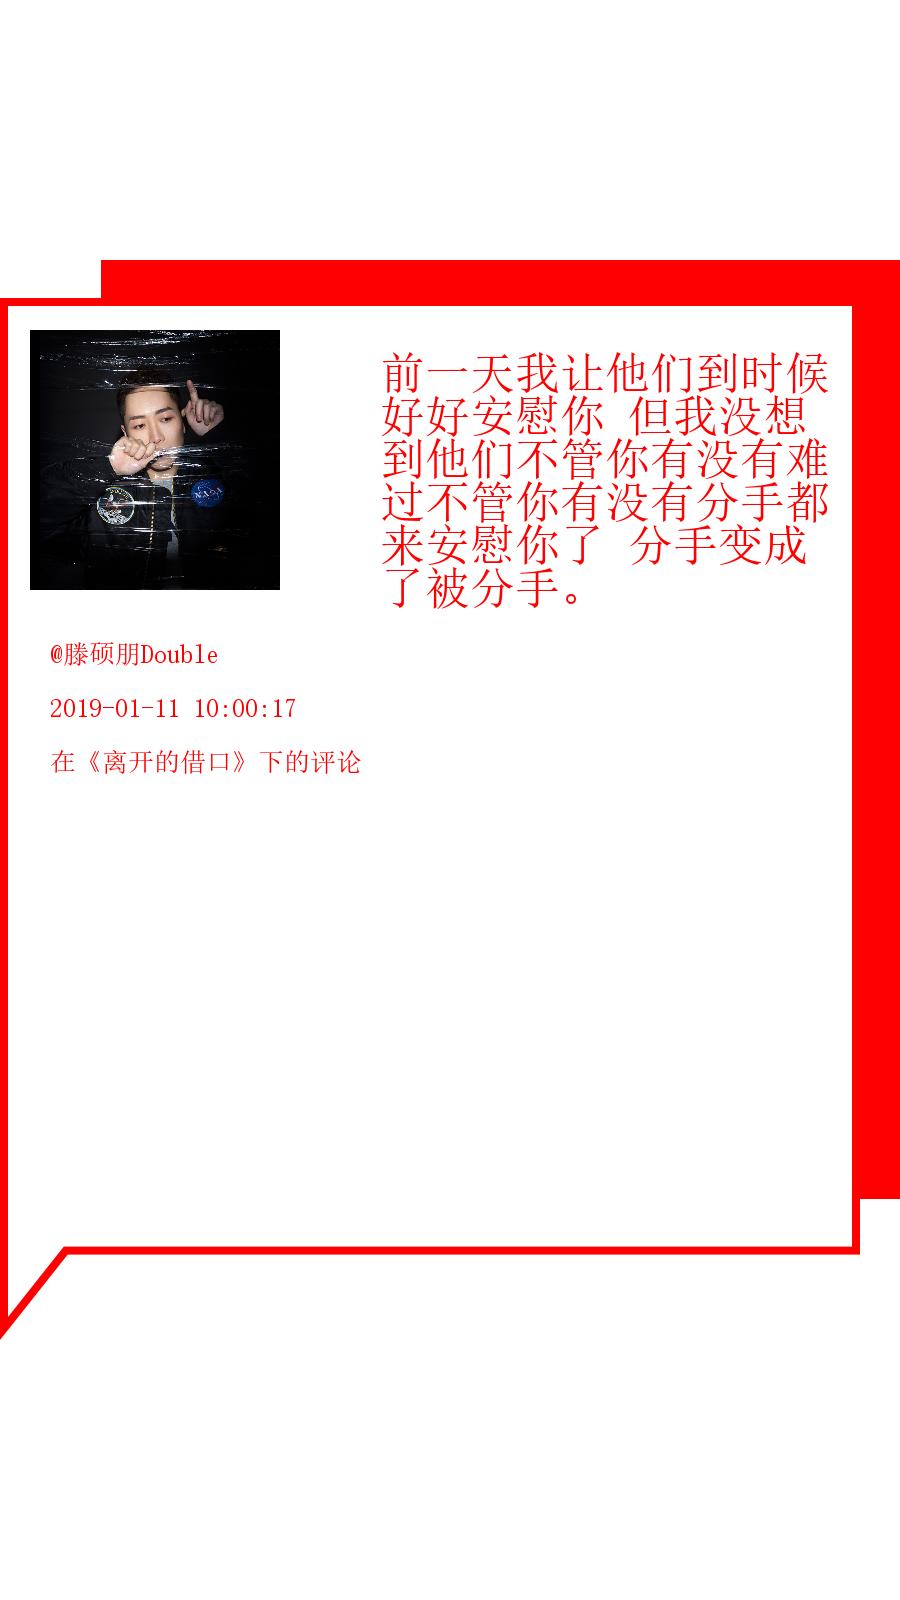 前一天我让他们到时候
好好安慰你 但我没想
到他们不管你有没有难
过不管你有没有分手都
来安慰你了 分手变成
了被分手。
NASA
@滕硕朋Double
2019-01-11 10:00:17
在《离开的借口》下的评论